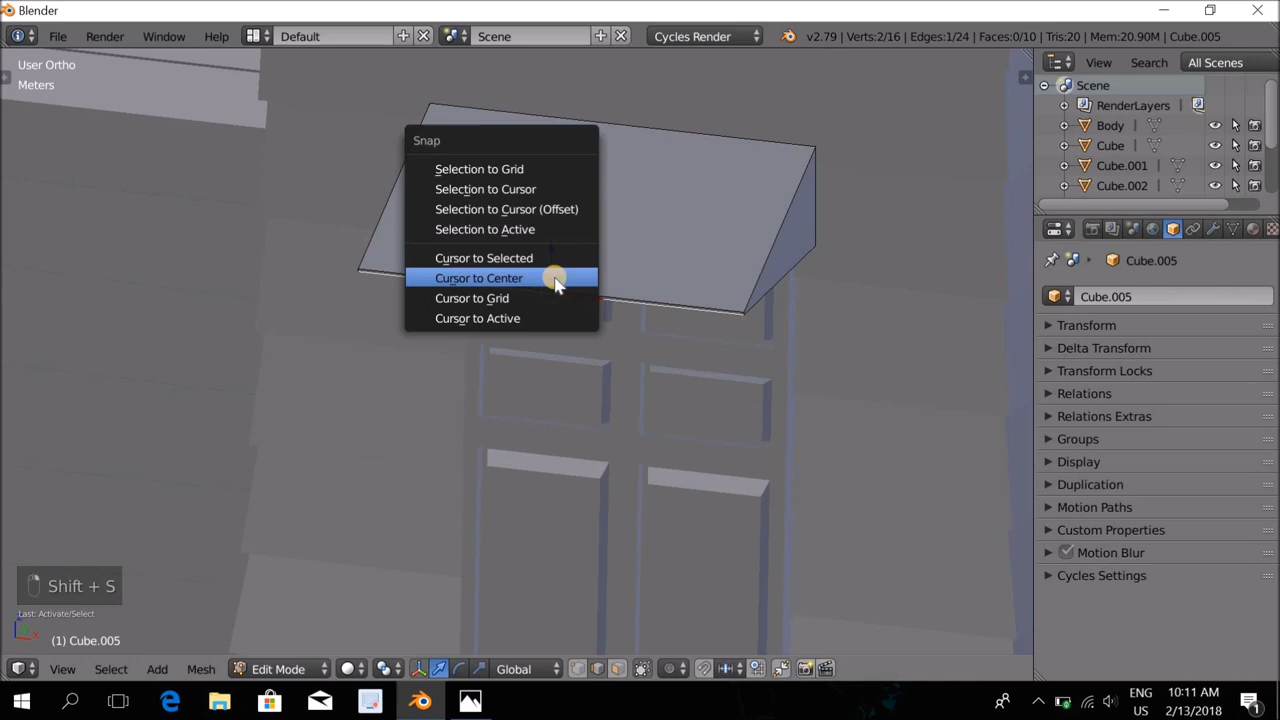 Blender
File Render Window Help Default Scene Cycles Render v2.79 | Verts:2/16 | Edges:1/24 | Faces:0/10 | Tris:20 | Mem:20.90M | Cube.005
User Ortho
Meters
View Search All Scenes
Scene
RenderLayers
Body
Cube
Cube.001
Cube.002
Cube.005
Cube.005
Transform
Delta Transform
Transform Locks
Relations
Relations Extras
Groups
Display
Duplication
Motion Paths
Custom Properties
Motion Blur
Cycles Settings
Snap
Selection to Grid
Selection to Cursor
Selection to Cursor (Offset)
Selection to Active
Cursor to Selected
Cursor to Center
Cursor to Grid
Cursor to Active
Shift + S
Last: Activate/Select
(1) Cube.005
View Select Add Mesh Edit Mode Global
ENG 10:11 AM
US 2/13/2018